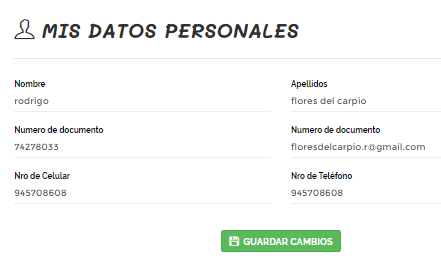 MIS DATOS PERSONALES
Nombre
rodrigo
Apellidos
flores del carpio
Numero de documento
74278033
Numero de documento
floresdelcarpio.r@gmail.com
Nro de Celular
945708608
Nro de Teléfono
945708608
GUARDAR CAMBIOS